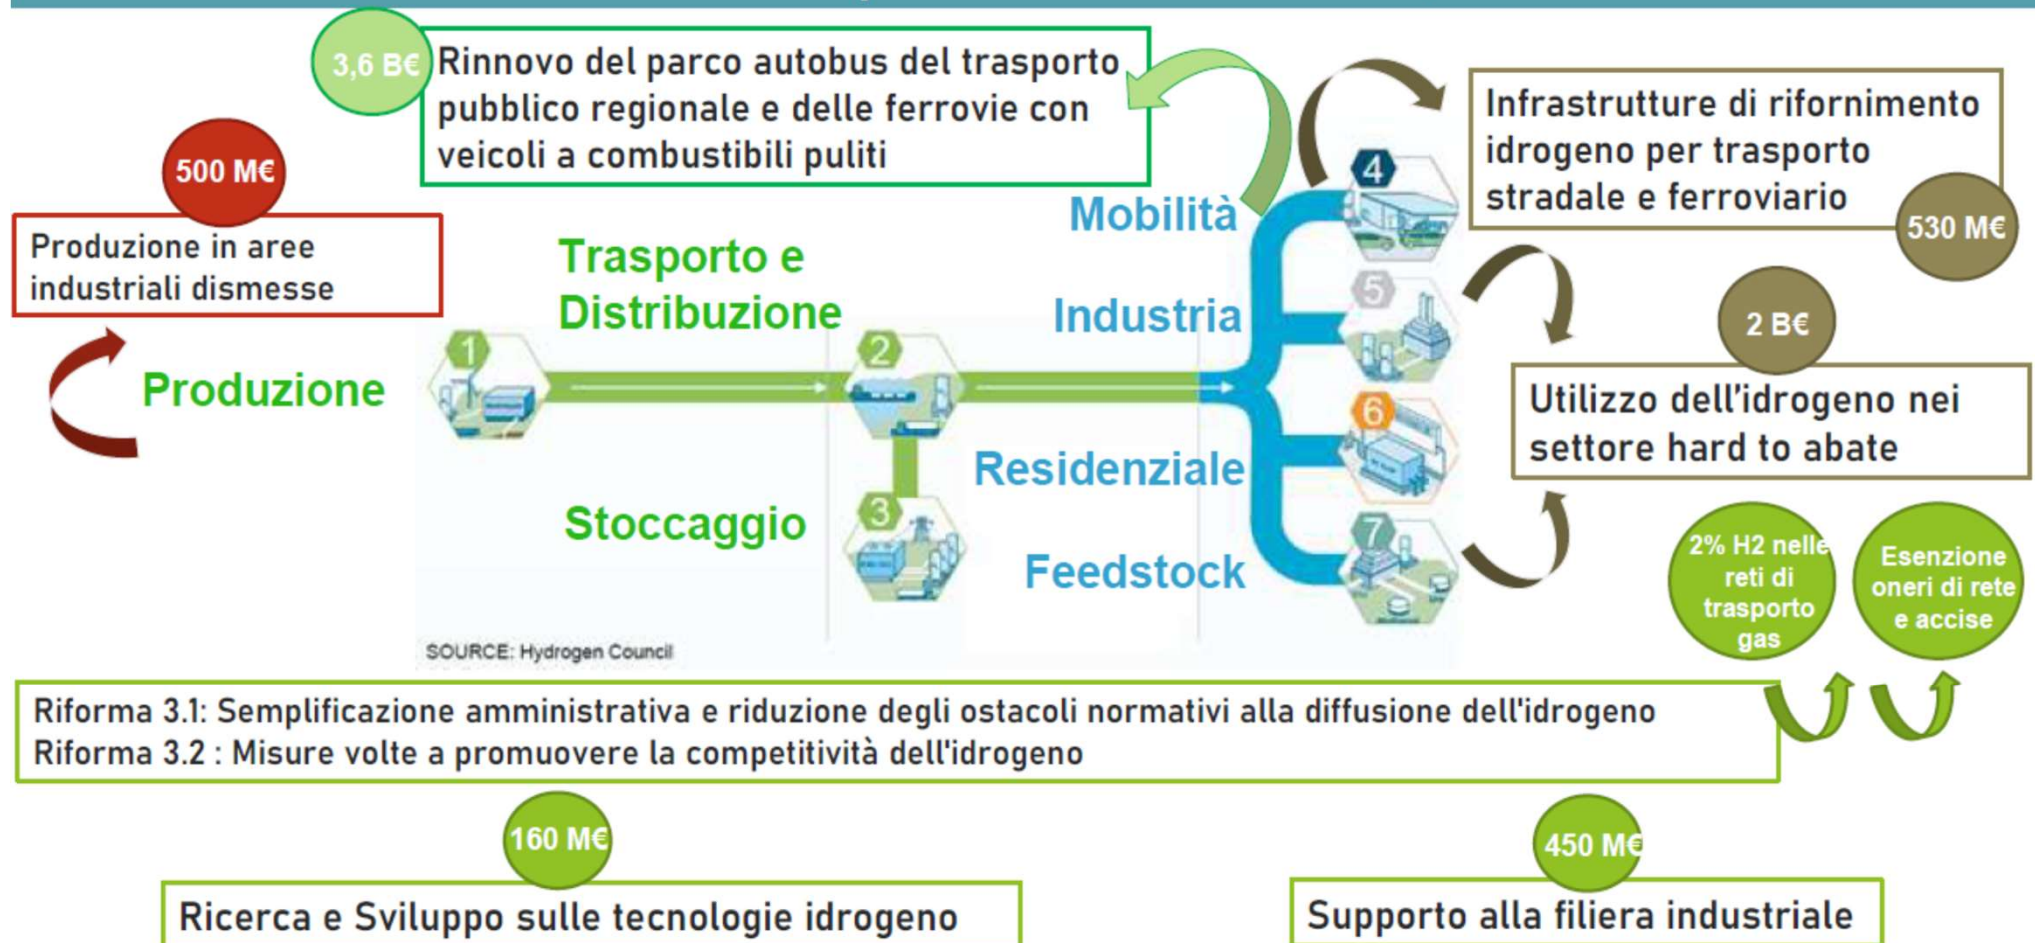 3,6 B€
Rinnovo del parco autobus del trasporto
pubblico regionale e delle ferrovie con
veicoli a combustibili puliti
Infrastrutture di rifornimento
idrogeno per trasporto
stradale e ferroviario
530 M€
500 M€
Produzione in aree
industriali dismesse
Produzione
Trasporto e
Distribuzione
Stoccaggio
Mobilità
Industria
Residenziale
Feedstock
1
2
3
4
5
6
7
2 B€
Utilizzo dell'idrogeno nei
settore hard to abate
2% H2 nelle
reti di
trasporto
gas
Esenzione
oneri di rete
e accise
SOURCE: Hydrogen Council
Riforma 3.1: Semplificazione amministrativa e riduzione degli ostacoli normativi alla diffusione dell'idrogeno
Riforma 3.2 : Misure volte a promuovere la competitività dell'idrogeno
160 M€
Ricerca e Sviluppo sulle tecnologie idrogeno
450 M€
Supporto alla filiera industriale